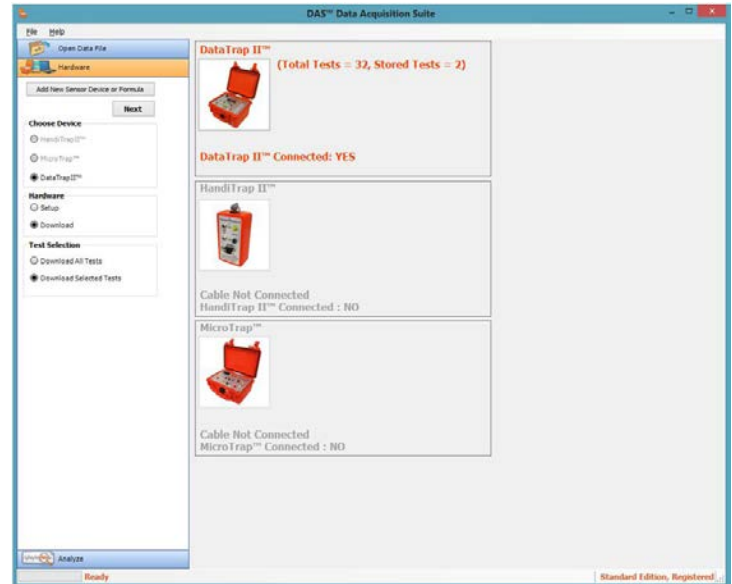 DAS™ Data Acquisition Suite
File Help
Open Data File
Hardware
Add New Sensor Device or Formula
Next
Choose Device
HandiTrap II™
MicroTrap™
DataTrap II™
Hardware
Setup
Download
Test Selection
Download All Tests
Download Selected Tests
Analyze
DataTrap II™
(Total Tests = 32, Stored Tests = 2)
DataTrap II™ Connected: YES
HandiTrap II™
Cable Not Connected
HandiTrap II™ Connected : NO
MicroTrap™
Cable Not Connected
MicroTrap™ Connected : NO
Ready
Standard Edition, Registered